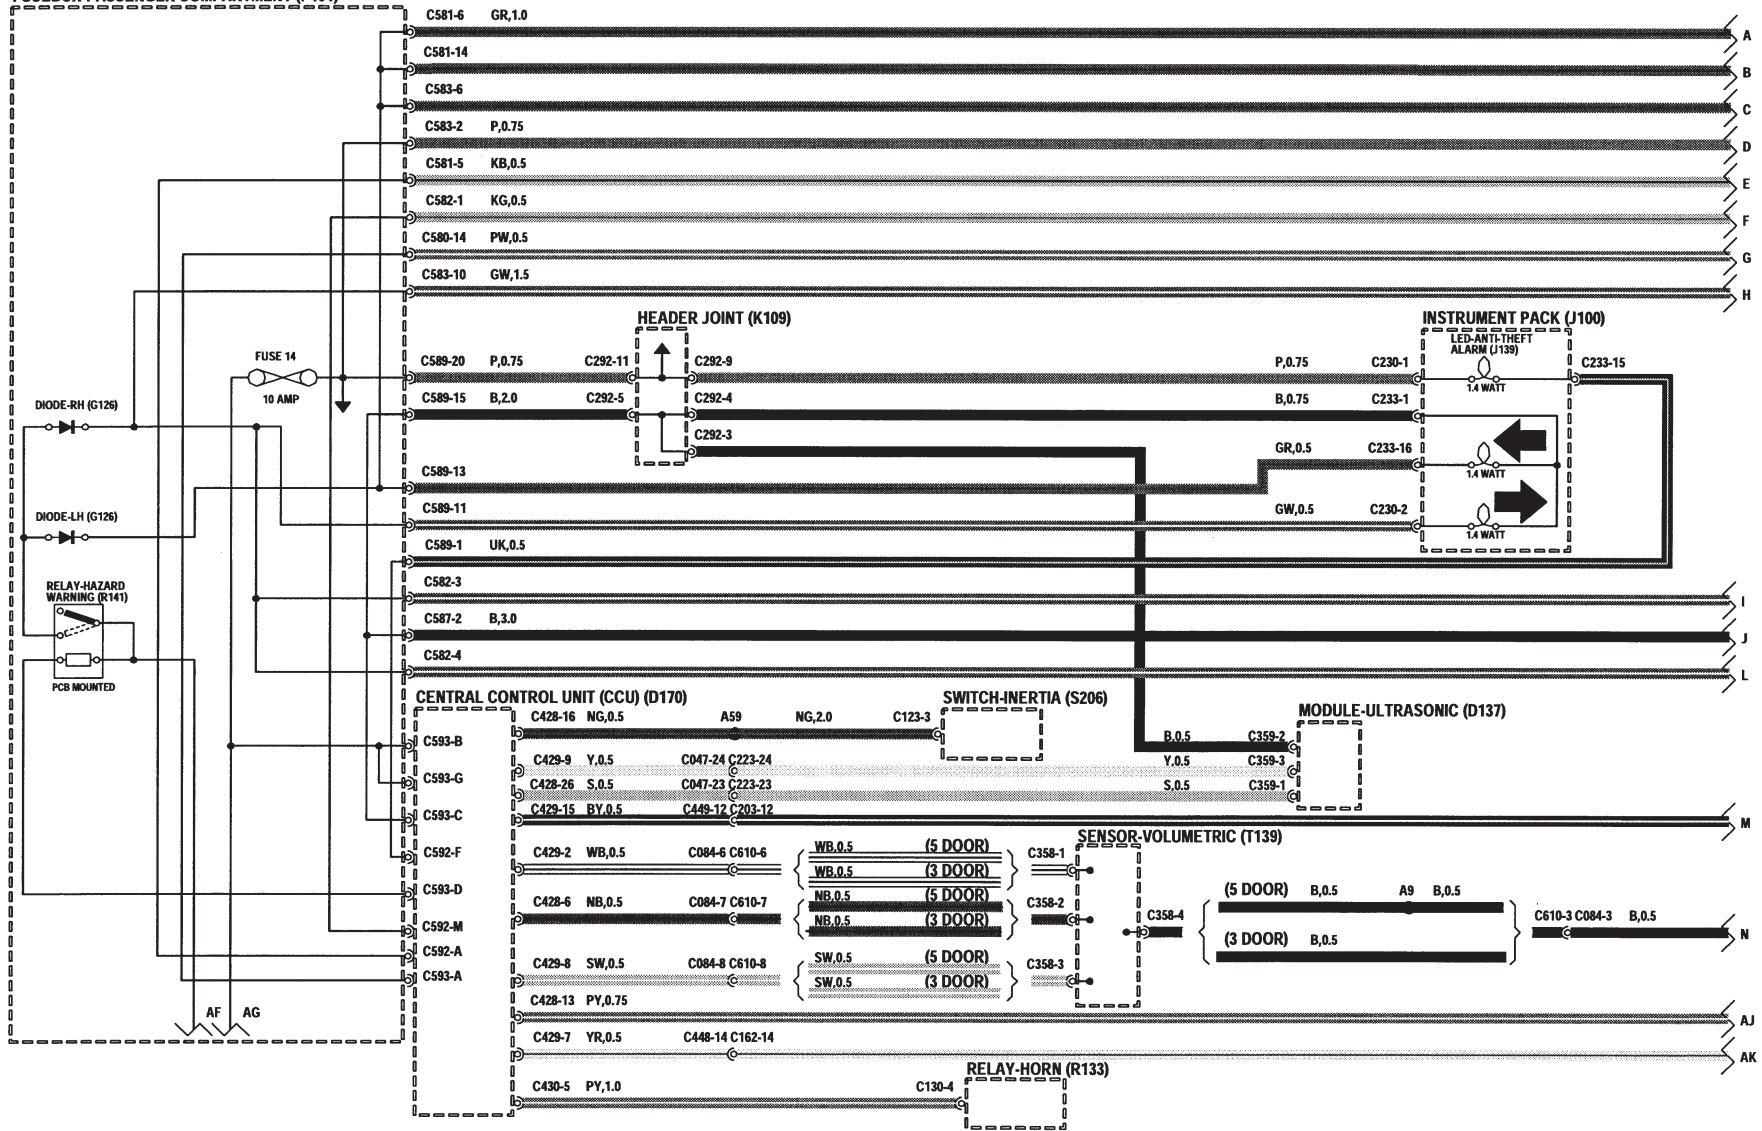 C581-6 GR,1.0
A
C581-14
B
C583-6
C
C583-2 P,0.75
D
C581-5 KB,0.5
E
C582-1 KG,0.5
F
C580-14 PW,0.5
G
C583-10 GW,1.5
H
HEADER JOINT (K109)
INSTRUMENT PACK (J100)
LED-ANTI-THEFT
ALARM (J139)
FUSE 14
10 AMP
C589-20 P,0.75 C292-11 C292-9 P,0.75 C230-1 C233-15
1.4 WATT
DIODE-RH (G126)
C589-15 B,2.0 C292-5 C292-4 B,0.75 C233-1
C292-3
GR,0.5 C233-16
1.4 WATT
C589-13
DIODE-LH (G126)
C589-11 GW,0.5 C230-2
1.4 WATT
C589-1 UK,0.5
RELAY-HAZARD
WARNING (R141)
PCB MOUNTED
C582-3
I
C587-2 B,3.0
J
C582-4
L
CENTRAL CONTROL UNIT (CCU) (D170)
SWITCH-INERTIA (S206)
MODULE-ULTRASONIC (D137)
C428-16 NG,0.5 A59 NG,2.0 C123-3
C593-B
B,0.5 C359-2
C429-9 Y,0.5 C047-24 C223-24 Y,0.5 C359-3
C593-G
C428-26 S,0.5 C047-23 C223-23 S,0.5 C359-1
C429-15 BY,0.5 C449-12 C203-12
C593-C
M
SENSOR-VOLUMETRIC (T139)
C592-F
C429-2 WB,0.5 C084-6 C610-6 C358-1
WB,0.5 (5 DOOR)
WB,0.5 (3 DOOR)
C593-D
C428-6 NB,0.5 C084-7 C610-7 C358-2
NB,0.5 (5 DOOR)
NB,0.5 (3 DOOR)
C592-M
C358-4
(5 DOOR) B,0.5 A9 B,0.5
(3 DOOR) B,0.5
C610-3 C084-3 B,0.5
N
C592-A
C593-A
C429-8 SW,0.5 C084-8 C610-8 C358-3
SW,0.5 (5 DOOR)
SW,0.5 (3 DOOR)
AF AG
C428-13 PY,0.75
AJ
C429-7 YR,0.5 C448-14 C162-14
AK
RELAY-HORN (R133)
C430-5 PY,1.0 C130-4